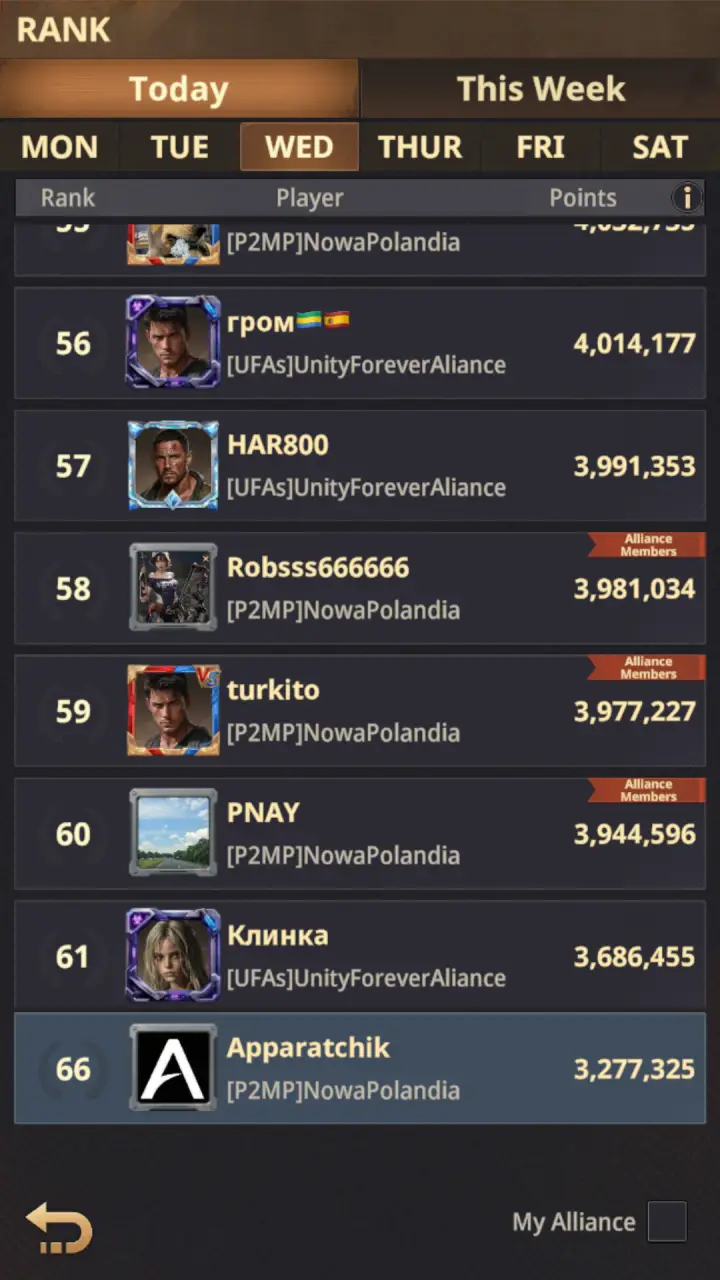 RANK
Today
This Week
MON
TUE
WED
THUR
FRI
SAT
Rank
Player
Points
[P2MP]NowaPolandia
56
гром🇬🇦🇪🇸
[UFAs]UnityForeverAliance
4,014,177
57
HAR800
[UFAs]UnityForeverAliance
3,991,353
58
Robsss666666
[P2MP]NowaPolandia
Alliance
Members
3,981,034
59
turkito
[P2MP]NowaPolandia
Alliance
Members
3,977,227
60
PNAY
[P2MP]NowaPolandia
Alliance
Members
3,944,596
61
Клинка
[UFAs]UnityForeverAliance
3,686,455
66
Apparatchik
[P2MP]NowaPolandia
3,277,325
My Alliance